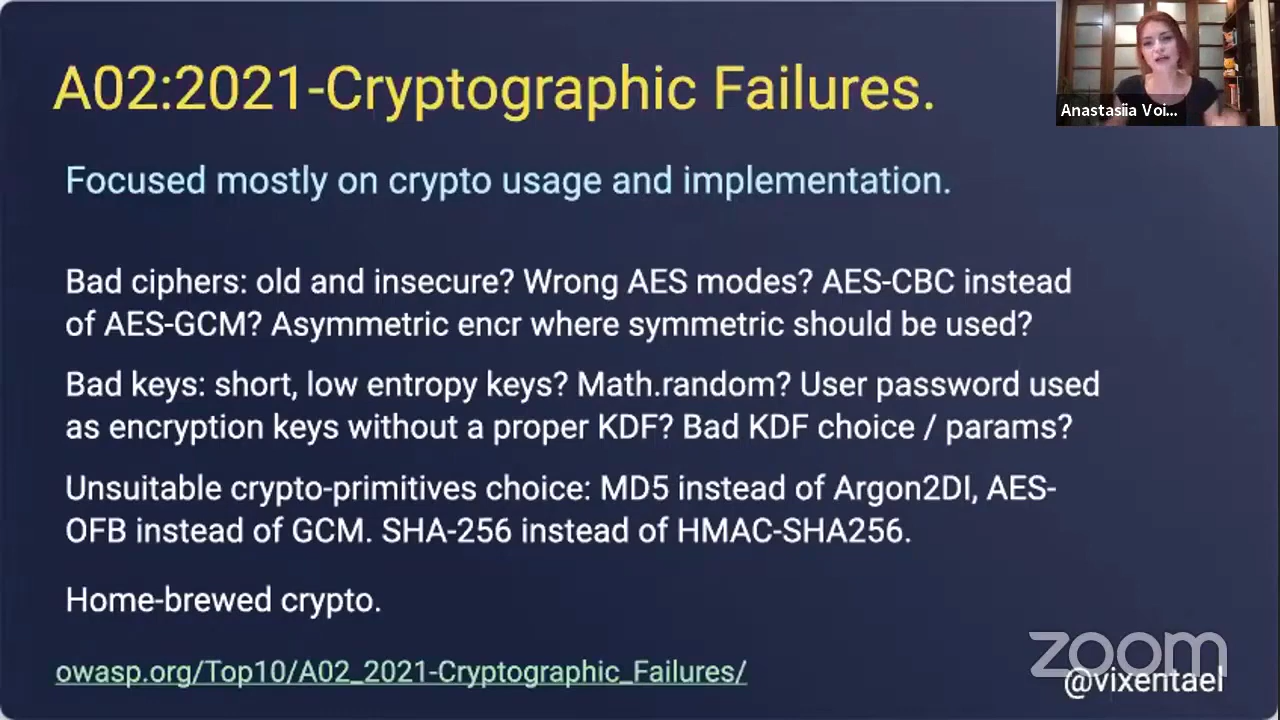 A02:2021-Cryptographic Failures.
Anastasiia Voi...
Focused mostly on crypto usage and implementation.
Bad ciphers: old and insecure? Wrong AES modes? AES-CBC instead
of AES-GCM? Asymmetric encr where symmetric should be used?
Bad keys: short, low entropy keys? Math.random? User password used
as encryption keys without a proper KDF? Bad KDF choice / params?
Unsuitable crypto-primitives choice: MD5 instead of Argon2DI, AES-
OFB instead of GCM. SHA-256 instead of HMAC-SHA256.
Home-brewed crypto.
owasp.org/Top10/A02_2021-Cryptographic_Failures/
zoom
@vixentael